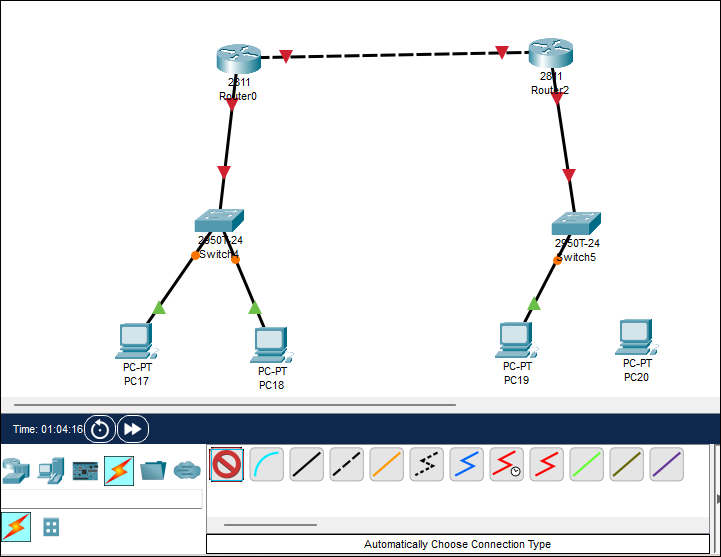 2811
Router0
2811
Router2
2950T-24
Switch4
2950T-24
Switch5
PC-PT
PC17
PC-PT
PC18
PC-PT
PC19
PC-PT
PC20
Time: 01:04:16
Automatically Choose Connection Type